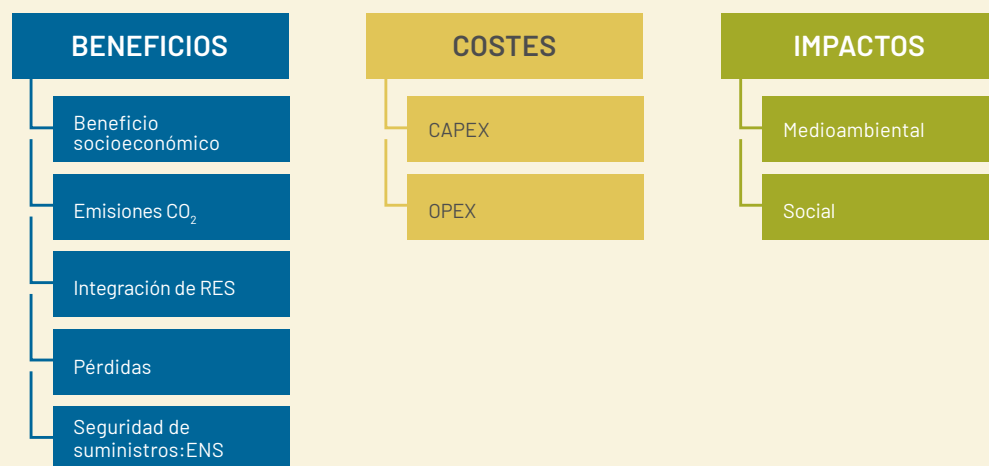 BENEFICIOS
Beneficio
socioeconómico
Emisiones CO₂
Integración de RES
Pérdidas
Seguridad de
suministros:ENS
COSTES
CAPEX
OPEX
IMPACTOS
Medioambiental
Social